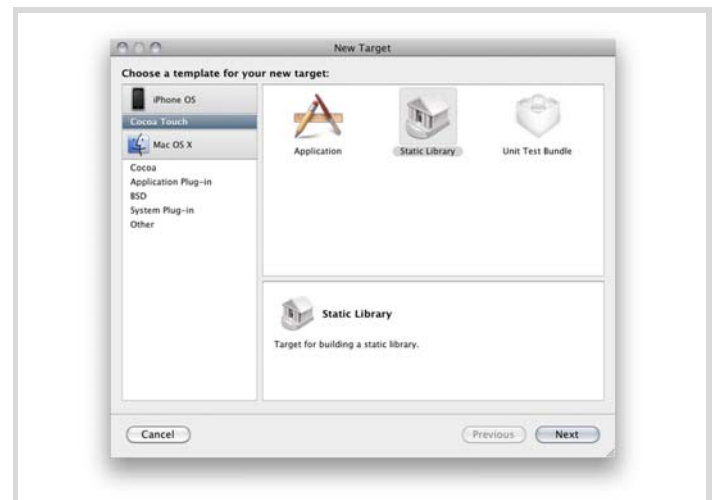 New Target
Choose a template for your new target:
iPhone OS
Cocoa Touch
Mac OS X
Cocoa
Application Plug-in
BSD
System Plug-in
Other
Application
Static Library
Unit Test Bundle
Static Library
Target for building a static library.
Cancel
Previous
Next